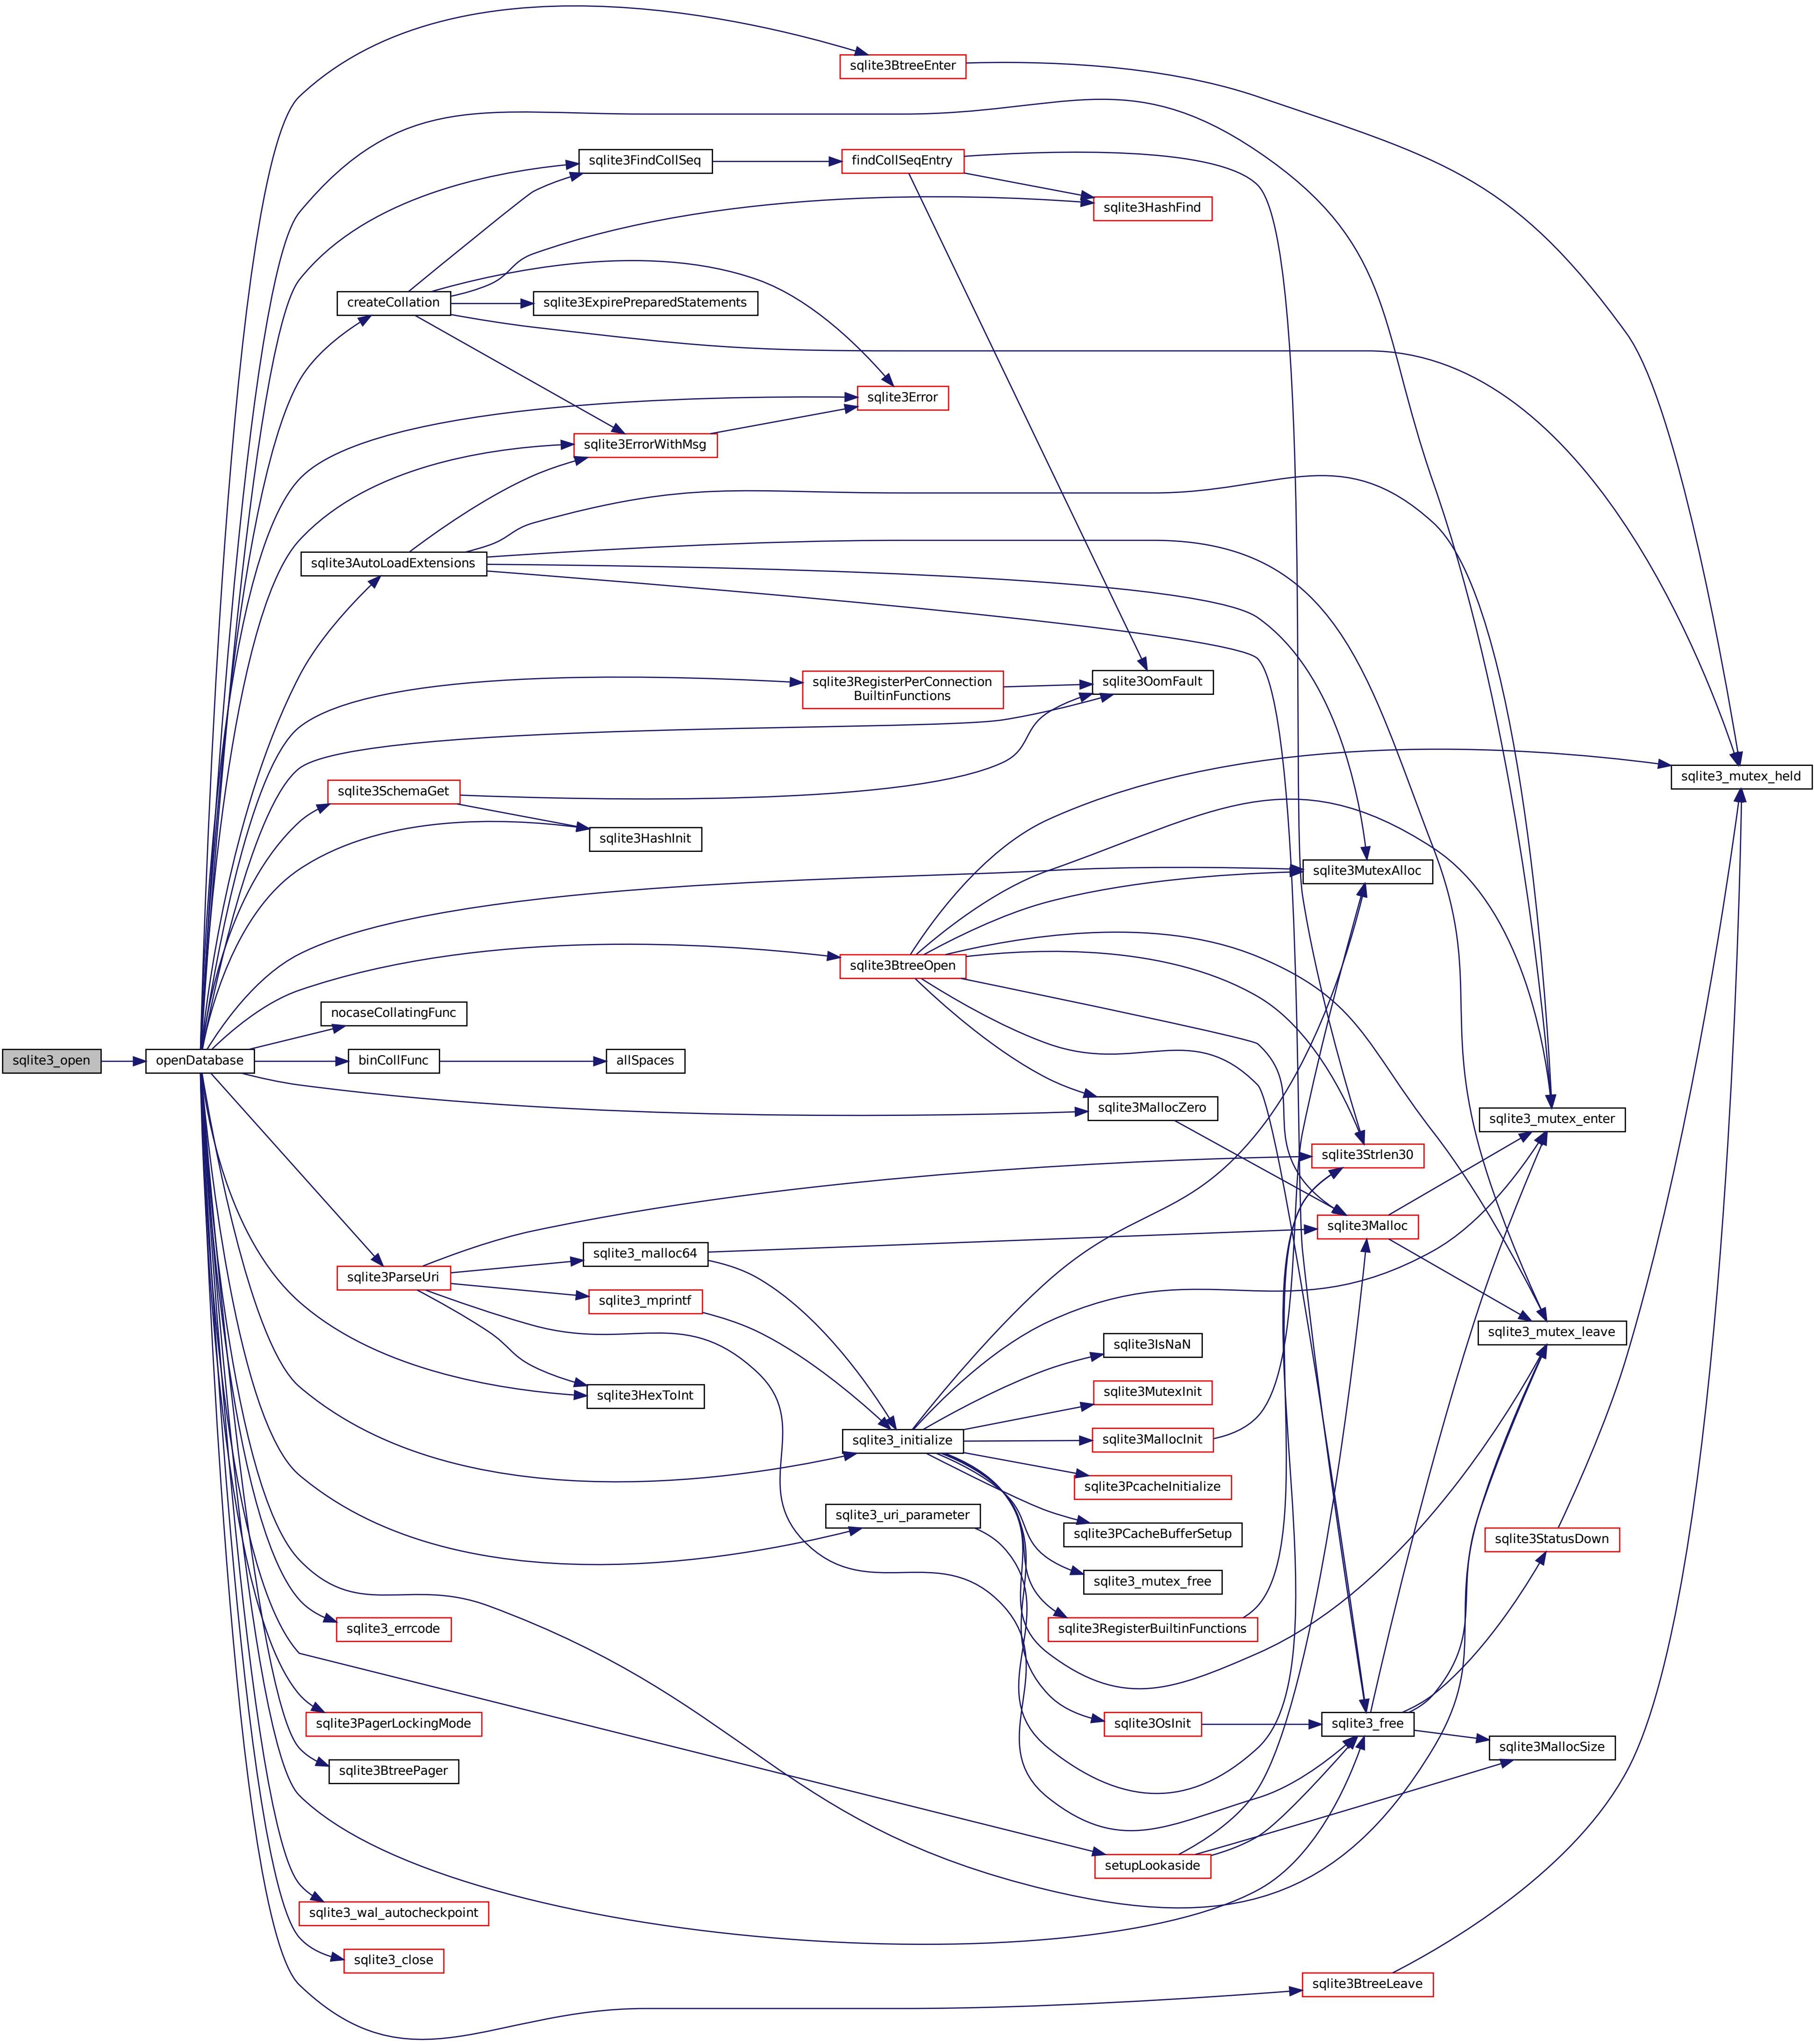 sqlite3BtreeEnter
sqlite3FindCollSeq
findCollSeqEntry
sqlite3HashFind
createCollation
sqlite3ExpirePreparedStatements
sqlite3Error
sqlite3ErrorWithMsg
sqlite3AutoLoadExtensions
sqlite3RegisterPerConnection
BuiltinFunctions
sqlite3OomFault
sqlite3_mutex_held
sqlite3SchemaGet
sqlite3HashInit
sqlite3MutexAlloc
sqlite3BtreeOpen
nocaseCollatingFunc
sqlite3_open
openDatabase
binCollFunc
allSpaces
sqlite3MallocZero
sqlite3_mutex_enter
sqlite3Strlen30
sqlite3Malloc
sqlite3_malloc64
sqlite3ParseUri
sqlite3_mprintf
sqlite3_mutex_leave
sqlite3IsNaN
sqlite3HexToInt
sqlite3MutexInit
sqlite3_initialize
sqlite3MallocInit
sqlite3PcacheInitialize
sqlite3_uri_parameter
sqlite3PCacheBufferSetup
sqlite3StatusDown
sqlite3_mutex_free
sqlite3_errcode
sqlite3RegisterBuiltinFunctions
sqlite3PagerLockingMode
sqlite3OsInit
sqlite3_free
sqlite3MallocSize
sqlite3BtreePager
setupLookaside
sqlite3_wal_autocheckpoint
sqlite3_close
sqlite3BtreeLeave